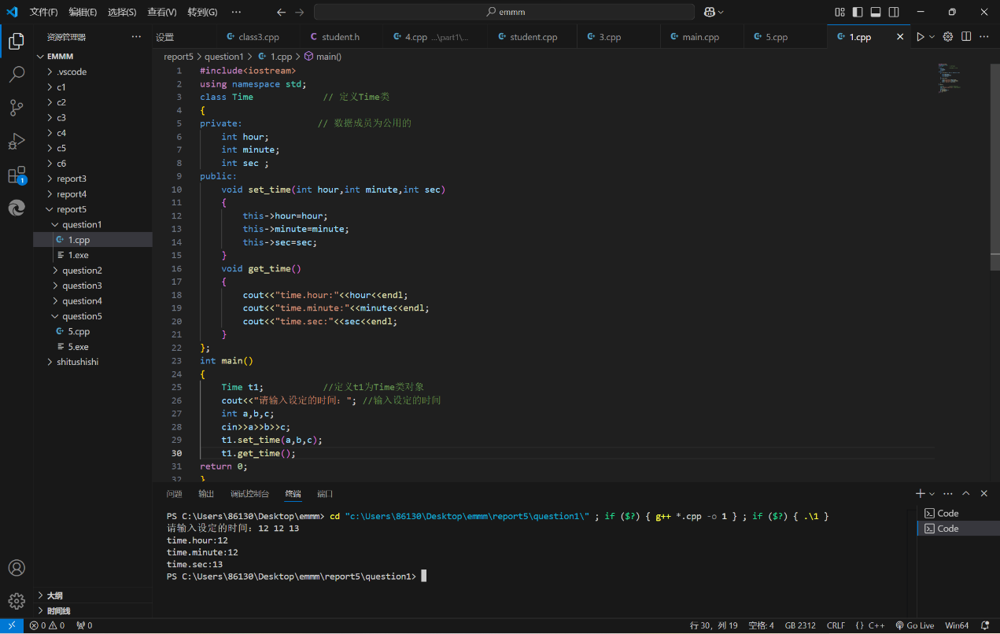 文件(F) 编辑(E) 选择(S) 查看(V) 转到(G) ··· emmm
资源管理器 ···
设置 class3.cpp student.h 4.cpp ...\part1\... student.cpp 3.cpp main.cpp 5.cpp 1.cpp
report5 > question1 > 1.cpp > main()
EMMM
.vscode
c1
c2
c3
c4
c5
c6
report3
report4
report5
question1
1.cpp
1.exe
question2
question3
question4
question5
5.cpp
5.exe
shitushishi
大纲
时间线
1
1 #include<iostream>
2 using namespace std;
3 class Time // 定义Time类
4 {
5 private: // 数据成员为公用的
6 int hour;
7 int minute;
8 int sec ;
9 public:
10 void set_time(int hour,int minute,int sec)
11 {
12 this->hour=hour;
13 this->minute=minute;
14 this->sec=sec;
15 }
16 void get_time()
17 {
18 cout<<"time.hour:"<<hour<<endl;
19 cout<<"time.minute:"<<minute<<endl;
20 cout<<"time.sec:"<<sec<<endl;
21 }
22 };
23 int main()
24 {
25 Time t1; //定义t1为Time类对象
26 cout<<"请输入设定的时间: "; //输入设定的时间
27 int a,b,c;
28 cin>>a>>b>>c;
29 t1.set_time(a,b,c);
30 t1.get_time();
31 return 0;
32 }
问题 输出 调试控制台 终端 端口
PS C:\Users\86130\Desktop\emmm> cd "c:\Users\86130\Desktop\emmm\report5\question1\" ; if ($?) { g++ *.cpp -o 1 } ; if ($?) { .\1 }
请输入设定的时间: 12 12 13
time.hour:12
time.minute:12
time.sec:13
PS C:\Users\86130\Desktop\emmm\report5\question1>
Code
Code
0 0 0 行 30, 列 19 空格: 4 GB 2312 CRLF {} C++ Go Live Win64